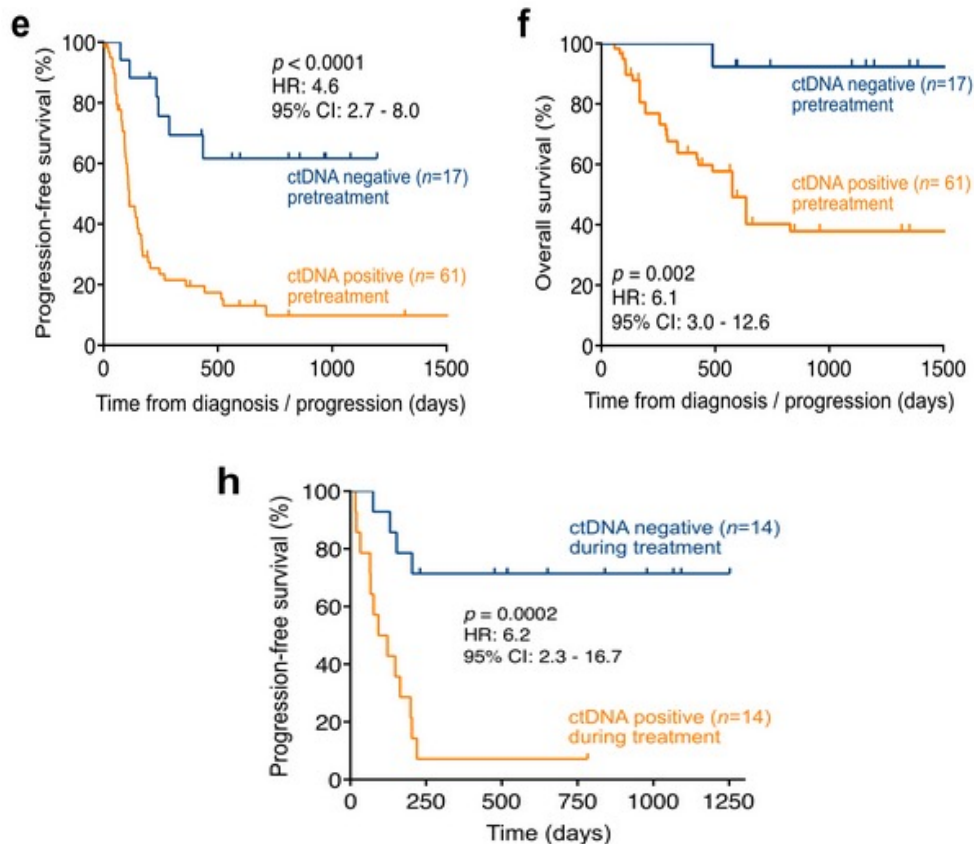 e
Progression-free survival (%)
100
80
60
40
20
0
p < 0.0001
HR: 4.6
95% CI: 2.7 - 8.0
ctDNA negative (n=17)
pretreatment
ctDNA positive (n= 61)
pretreatment
0 500 1000 1500
Time from diagnosis / progression (days)
f
Overall survival (%)
100
80
60
40
20
0
ctDNA negative (n=17)
pretreatment
ctDNA positive (n= 61)
pretreatment
p = 0.002
HR: 6.1
95% CI: 3.0 - 12.6
0 500 1000 1500
Time from diagnosis / progression (days)
h
Progression-free survival (%)
100
80
60
40
20
0
ctDNA negative (n=14)
during treatment
p = 0.0002
HR: 6.2
95% CI: 2.3 - 16.7
ctDNA positive (n=14)
during treatment
0 250 500 750 1000 1250
Time (days)